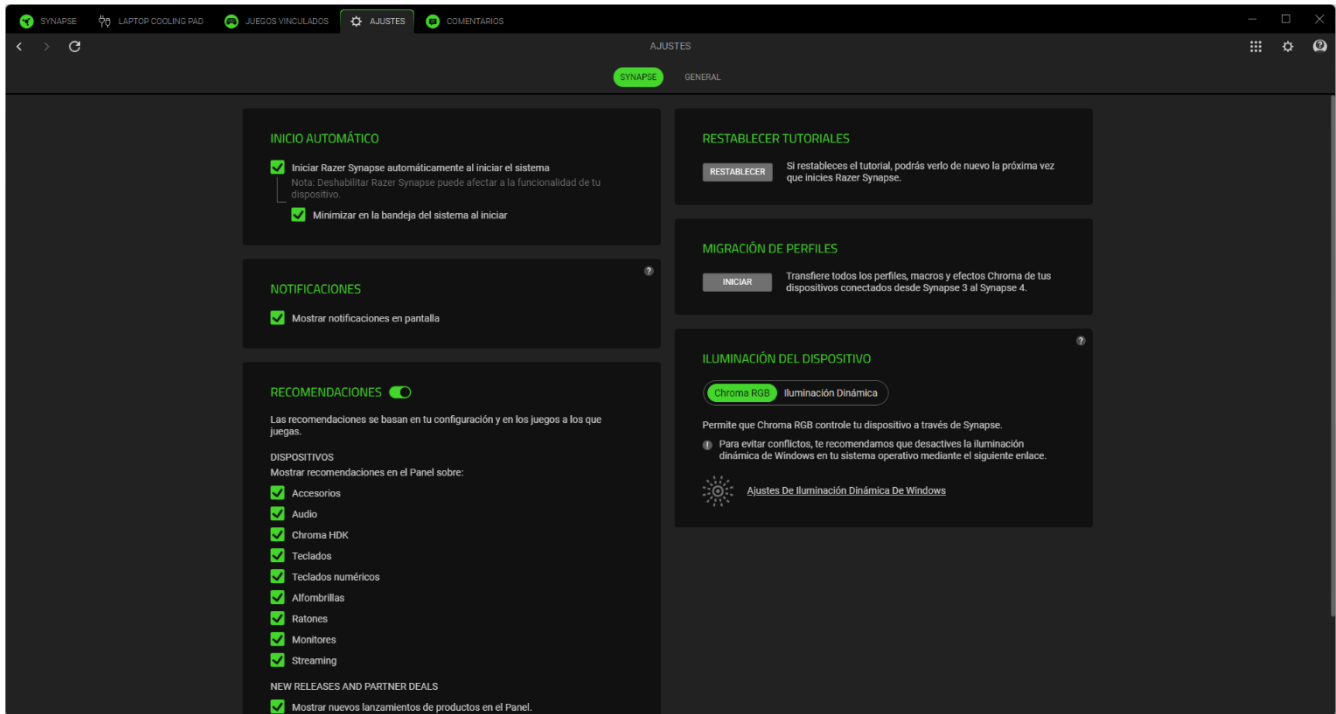 SYNAPSE
LAPTOP COOLING PAD
JUEGOS VINCULADOS
AJUSTES
COMENTARIOS
AJUSTES
SYNAPSE
GENERAL
INICIO AUTOMÁTICO
Iniciar Razer Synapse automáticamente al iniciar el sistema
Nota: Deshabilitar Razer Synapse puede afectar a la funcionalidad de tu
dispositivo.
Minimizar en la bandeja del sistema al iniciar
NOTIFICACIONES
Mostrar notificaciones en pantalla
RECOMENDACIONES
Las recomendaciones se basan en tu configuración y en los juegos a los que
juegas.
DISPOSITIVOS
Mostrar recomendaciones en el Panel sobre:
Accesorios
Audio
Chroma HDK
Teclados
Teclados numéricos
Alfombrillas
Ratones
Monitores
Streaming
NEW RELEASES AND PARTNER DEALS
Mostrar nuevos lanzamientos de productos en el Panel.
RESTABLECER TUTORIALES
RESTABLECER
Si restableces el tutorial, podrás verlo de nuevo la próxima vez
que inicies Razer Synapse.
MIGRACIÓN DE PERFILES
INICIAR
Transfiere todos los perfiles, macros y efectos Chroma de tus
dispositivos conectados desde Synapse 3 al Synapse 4.
ILUMINACIÓN DEL DISPOSITIVO
Chroma RGB
Iluminación Dinámica
Permite que Chroma RGB controle tu dispositivo a través de Synapse.
Para evitar conflictos, te recomendamos que desactives la iluminación
dinámica de Windows en tu sistema operativo mediante el siguiente enlace.
Ajustes De Iluminación Dinámica De Windows